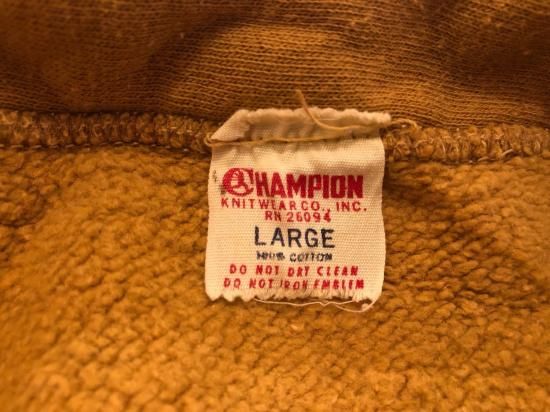 CHAMPION
KNITWEAR CO., INC.
RN 26094
LARGE
100% COTTON
DO NOT DRY CLEAN
DO NOT IRON EMBLEM